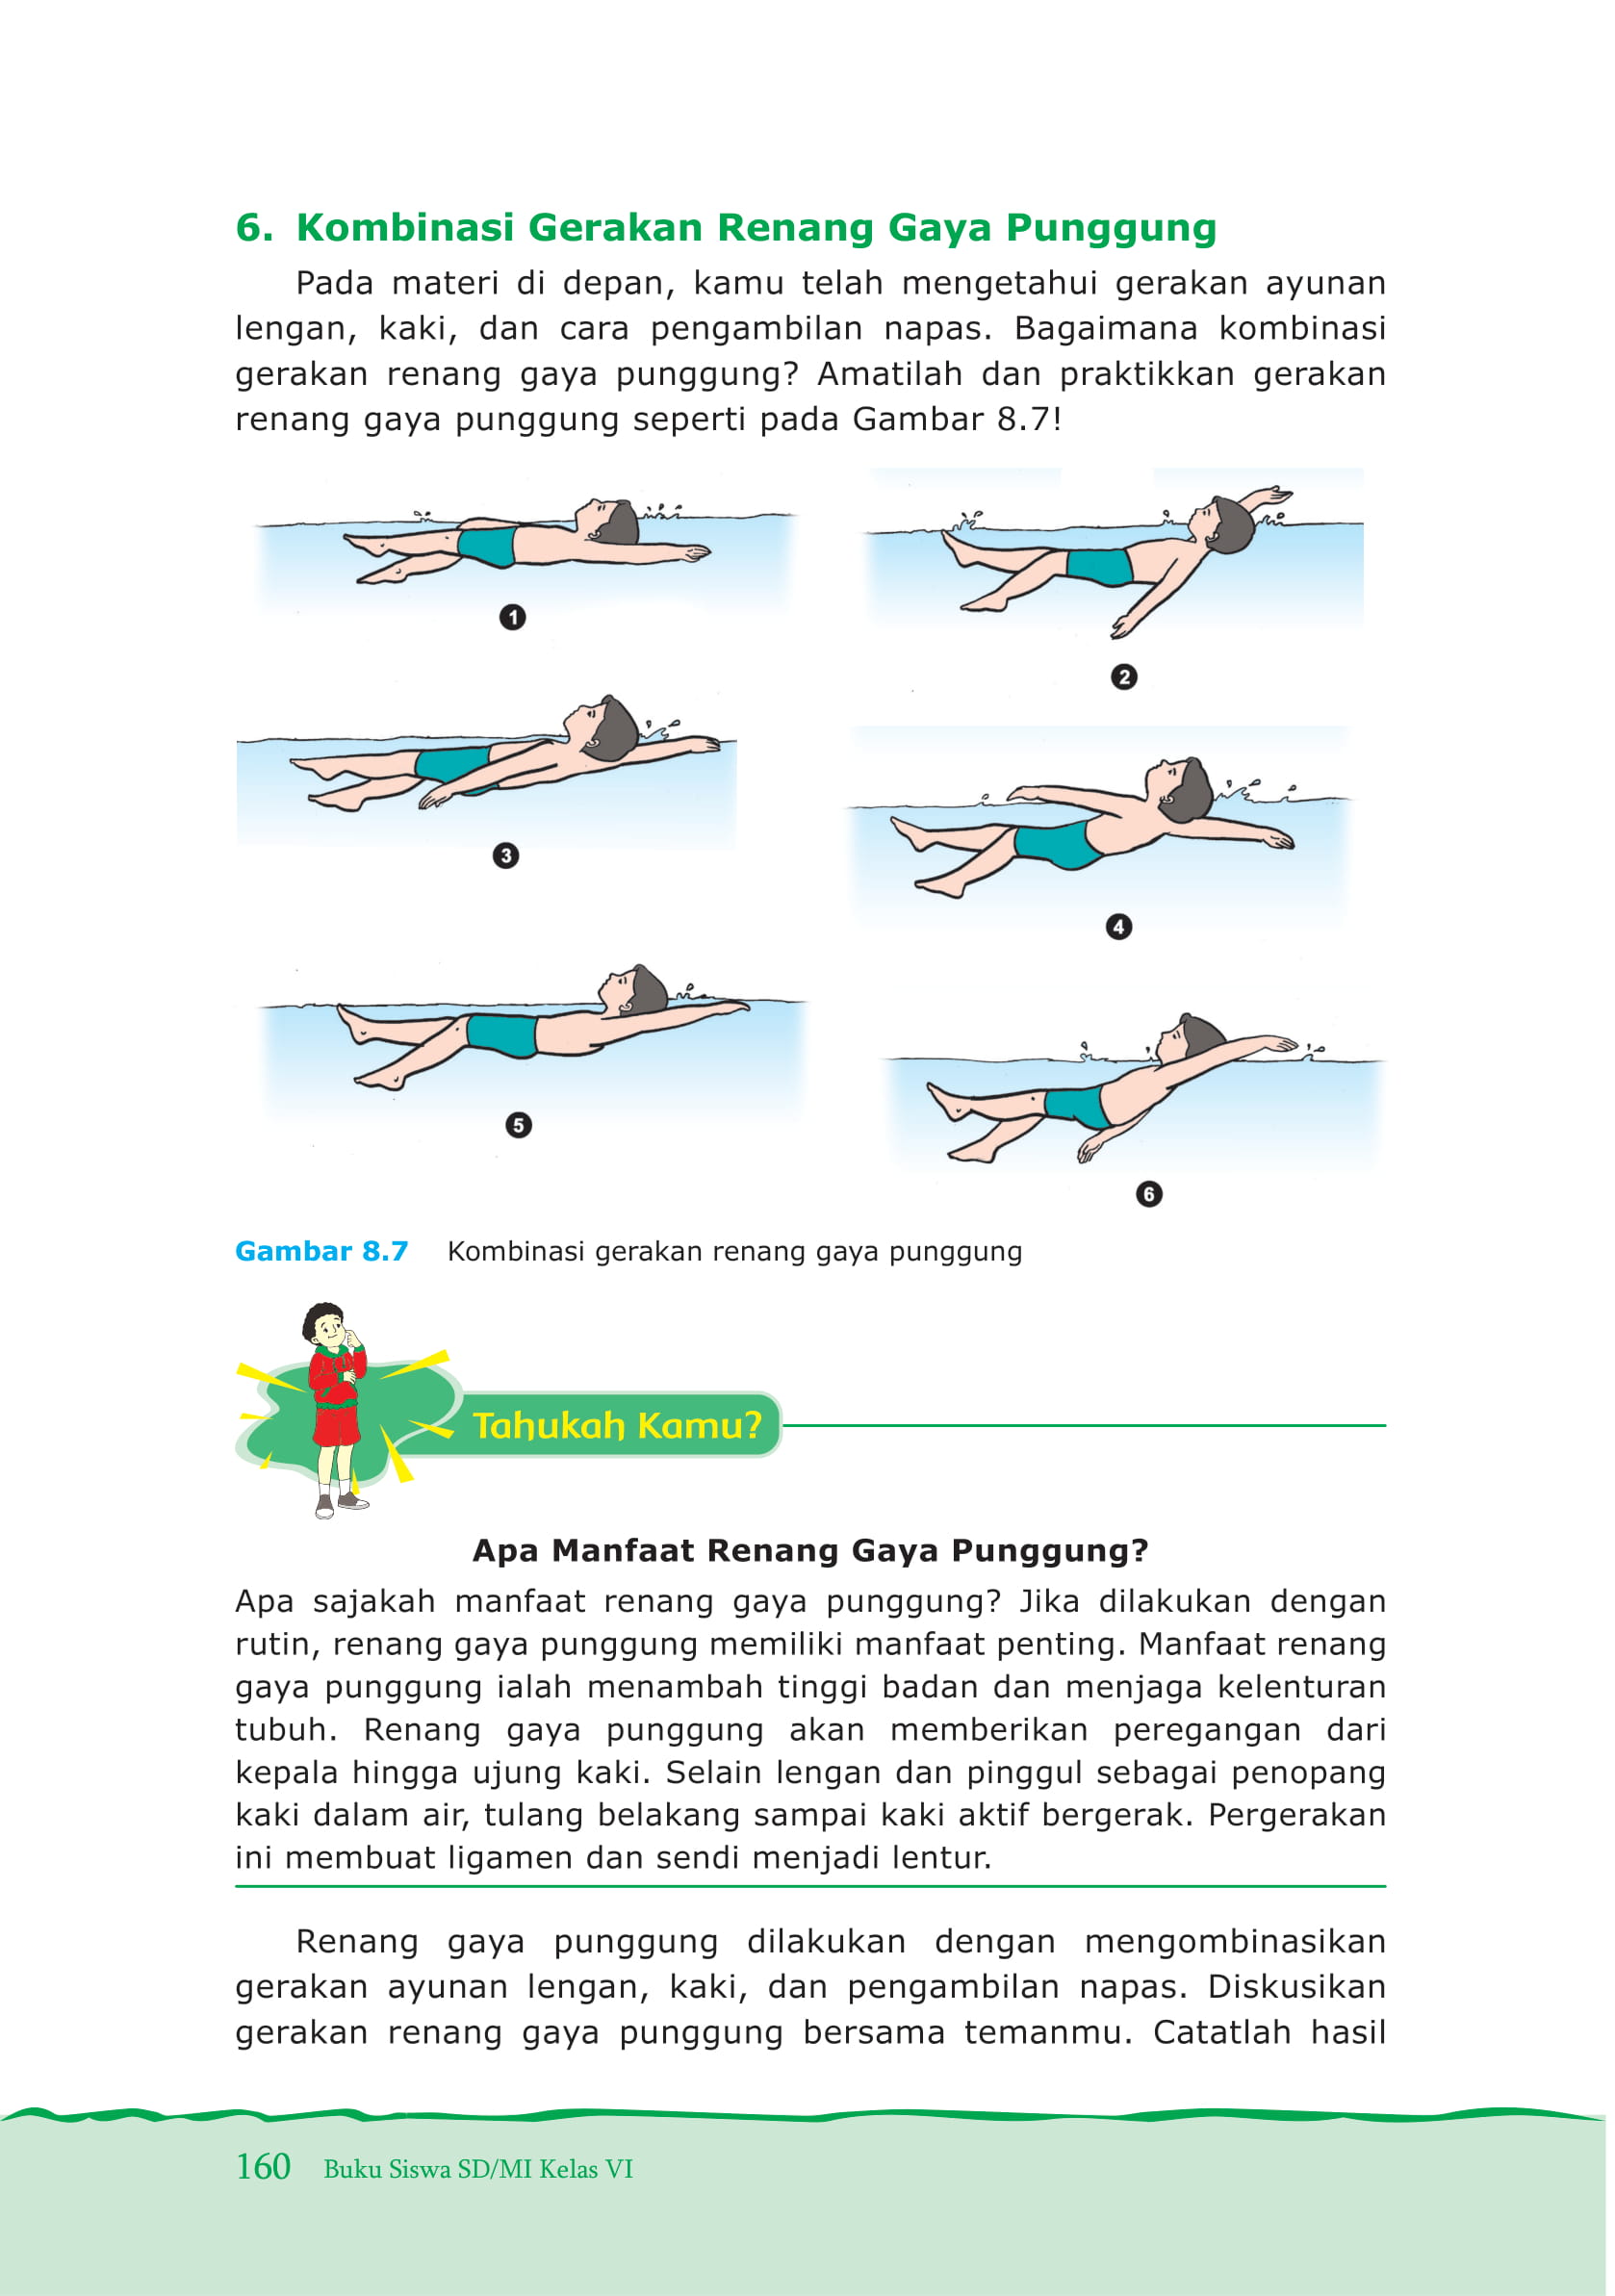 6. Kombinasi Gerakan Renang Gaya Punggung
Pada materi di depan, kamu telah mengetahui gerakan ayunan
lengan, kaki, dan cara pengambilan napas. Bagaimana kombinasi
gerakan renang gaya punggung? Amatilah dan praktikkan gerakan
renang gaya punggung seperti pada Gambar 8.7!
1
2
3
4
5
6
Gambar 8.7 Kombinasi gerakan renang gaya punggung
Tahukah Kamu?
Apa Manfaat Renang Gaya Punggung?
Apa sajakah manfaat renang gaya punggung? Jika dilakukan dengan
rutin, renang gaya punggung memiliki manfaat penting. Manfaat renang
gaya punggung ialah menambah tinggi badan dan menjaga kelenturan
tubuh. Renang gaya punggung akan memberikan peregangan dari
kepala hingga ujung kaki. Selain lengan dan pinggul sebagai penopang
kaki dalam air, tulang belakang sampai kaki aktif bergerak. Pergerakan
ini membuat ligamen dan sendi menjadi lentur.
Renang gaya punggung dilakukan dengan mengombinasikan
gerakan ayunan lengan, kaki, dan pengambilan napas. Diskusikan
gerakan renang gaya punggung bersama temanmu. Catatlah hasil
160 Buku Siswa SD/MI Kelas VI